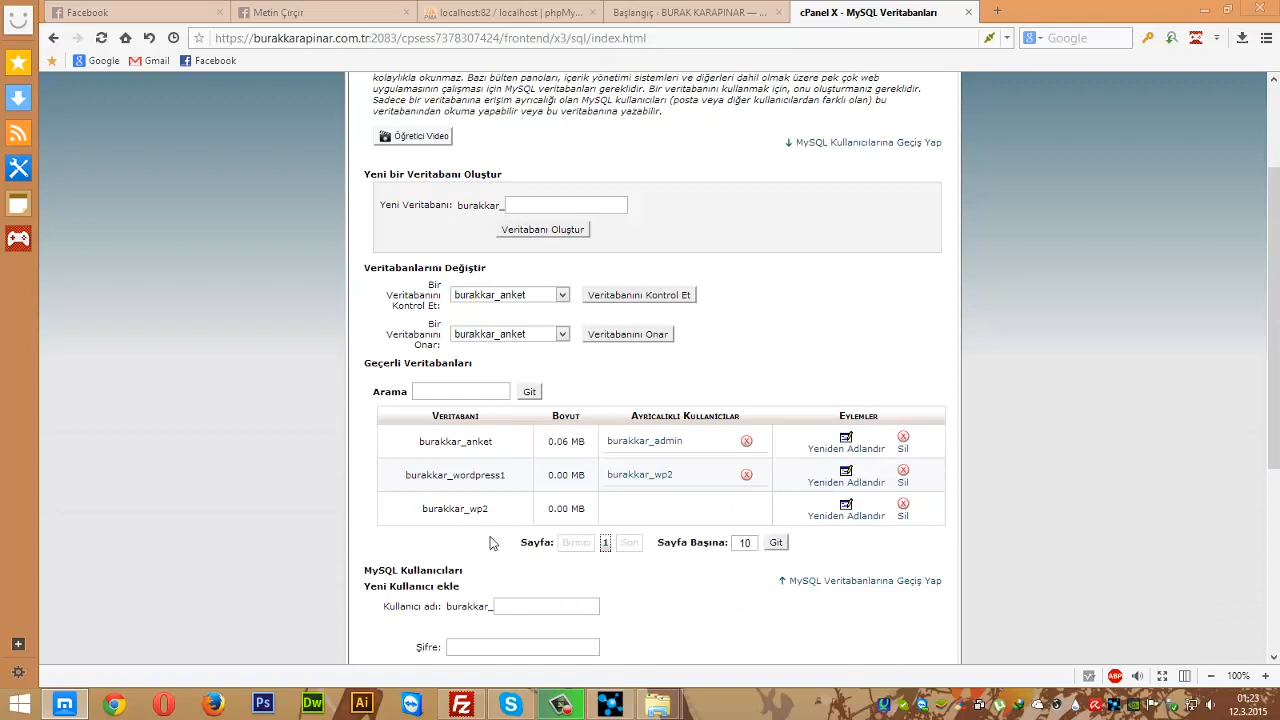 Facebook
Metin Çırçır
localhost:82 / localhost | phpMy...
Başlangıç ‹ BURAK KARAPINAR — ...
cPanel X - MySQL Veritabanları
https://burakkarapinar.com.tr:2083/cpsess7378307424/frontend/x3/sql/index.html
Google
Google
Gmail
Facebook
kolaylıkla okunmaz. Bazı bülten panoları, içerik yönetimi sistemleri ve diğerleri dahil olmak üzere pek çok web
uygulamasının çalışması için MySQL veritabanları gereklidir. Bir veritabanını kullanmak için, onu oluşturmanız gereklidir.
Sadece bir veritabanına erişim ayrıcalığı olan MySQL kullanıcıları (posta veya diğer kullanıcılardan farklı olan) bu
veritabanından okuma yapabilir veya bu veritabanına yazabilir.
Öğretici Video
MySQL Kullanıcılarına Geçiş Yap
Yeni bir Veritabanı Oluştur
Yeni Veritabanı: burakkar_
Veritabanı Oluştur
Veritabanlarını Değiştir
Bir
Veritabanını
Kontrol Et:
burakkar_anket
Veritabanını Kontrol Et
Bir
Veritabanını
Onar:
burakkar_anket
Veritabanını Onar
Geçerli Veritabanları
Arama
Git
VERITABANI BOYUT AYRICALIKLI KULLANICILAR EYLEMLER
burakkar_anket 0.06 MB burakkar_admin Yeniden Adlandır Sil
burakkar_wordpress1 0.00 MB burakkar_wp2 Yeniden Adlandır Sil
burakkar_wp2 0.00 MB Yeniden Adlandır Sil
Sayfa: Birinci 1 Son Sayfa Başına: 10 Git
MySQL Kullanıcıları
Yeni Kullanıcı ekle
MySQL Veritabanlarına Geçiş Yap
Kullanıcı adı: burakkar_
Şifre:
ABP
100%
Ps
Dw
Ai
Fz
01:23
12.3.2015